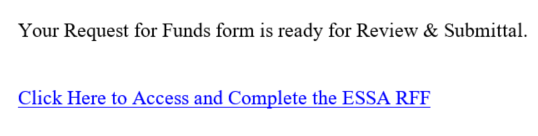 Your Request for Funds form is ready for Review & Submittal.
Click Here to Access and Complete the ESSA RFF